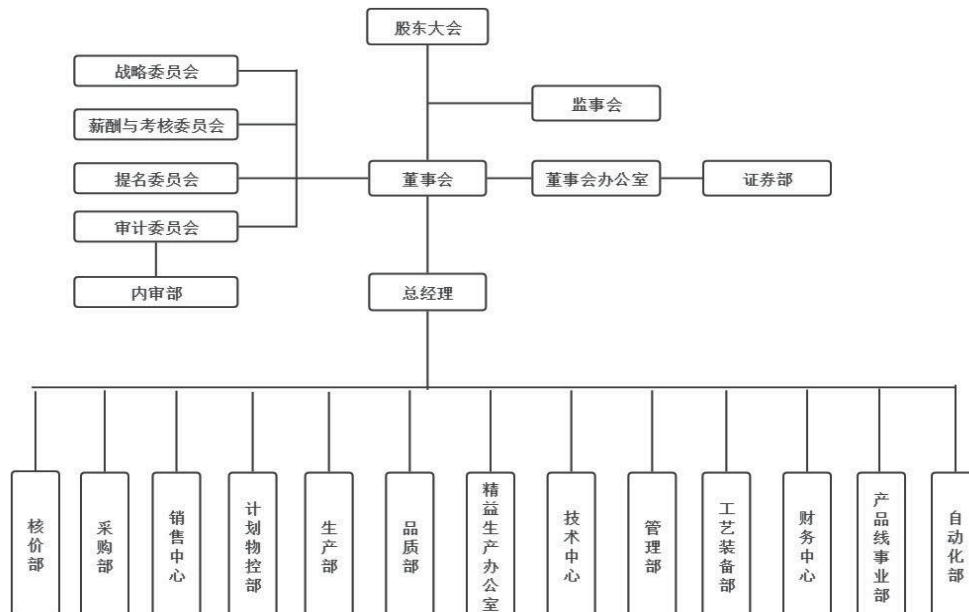 股东大会
战略委员会
监事会
薪酬与考核委员会
提名委员会
董事会
董事会办公室
证券部
审计委员会
内审部
总经理
核价部
采购部
销售中心
计划物控部
生产部
品质部
精益生产办公室
技术中心
管理部
工艺装备部
财务中心
产品线事业部
自动化部